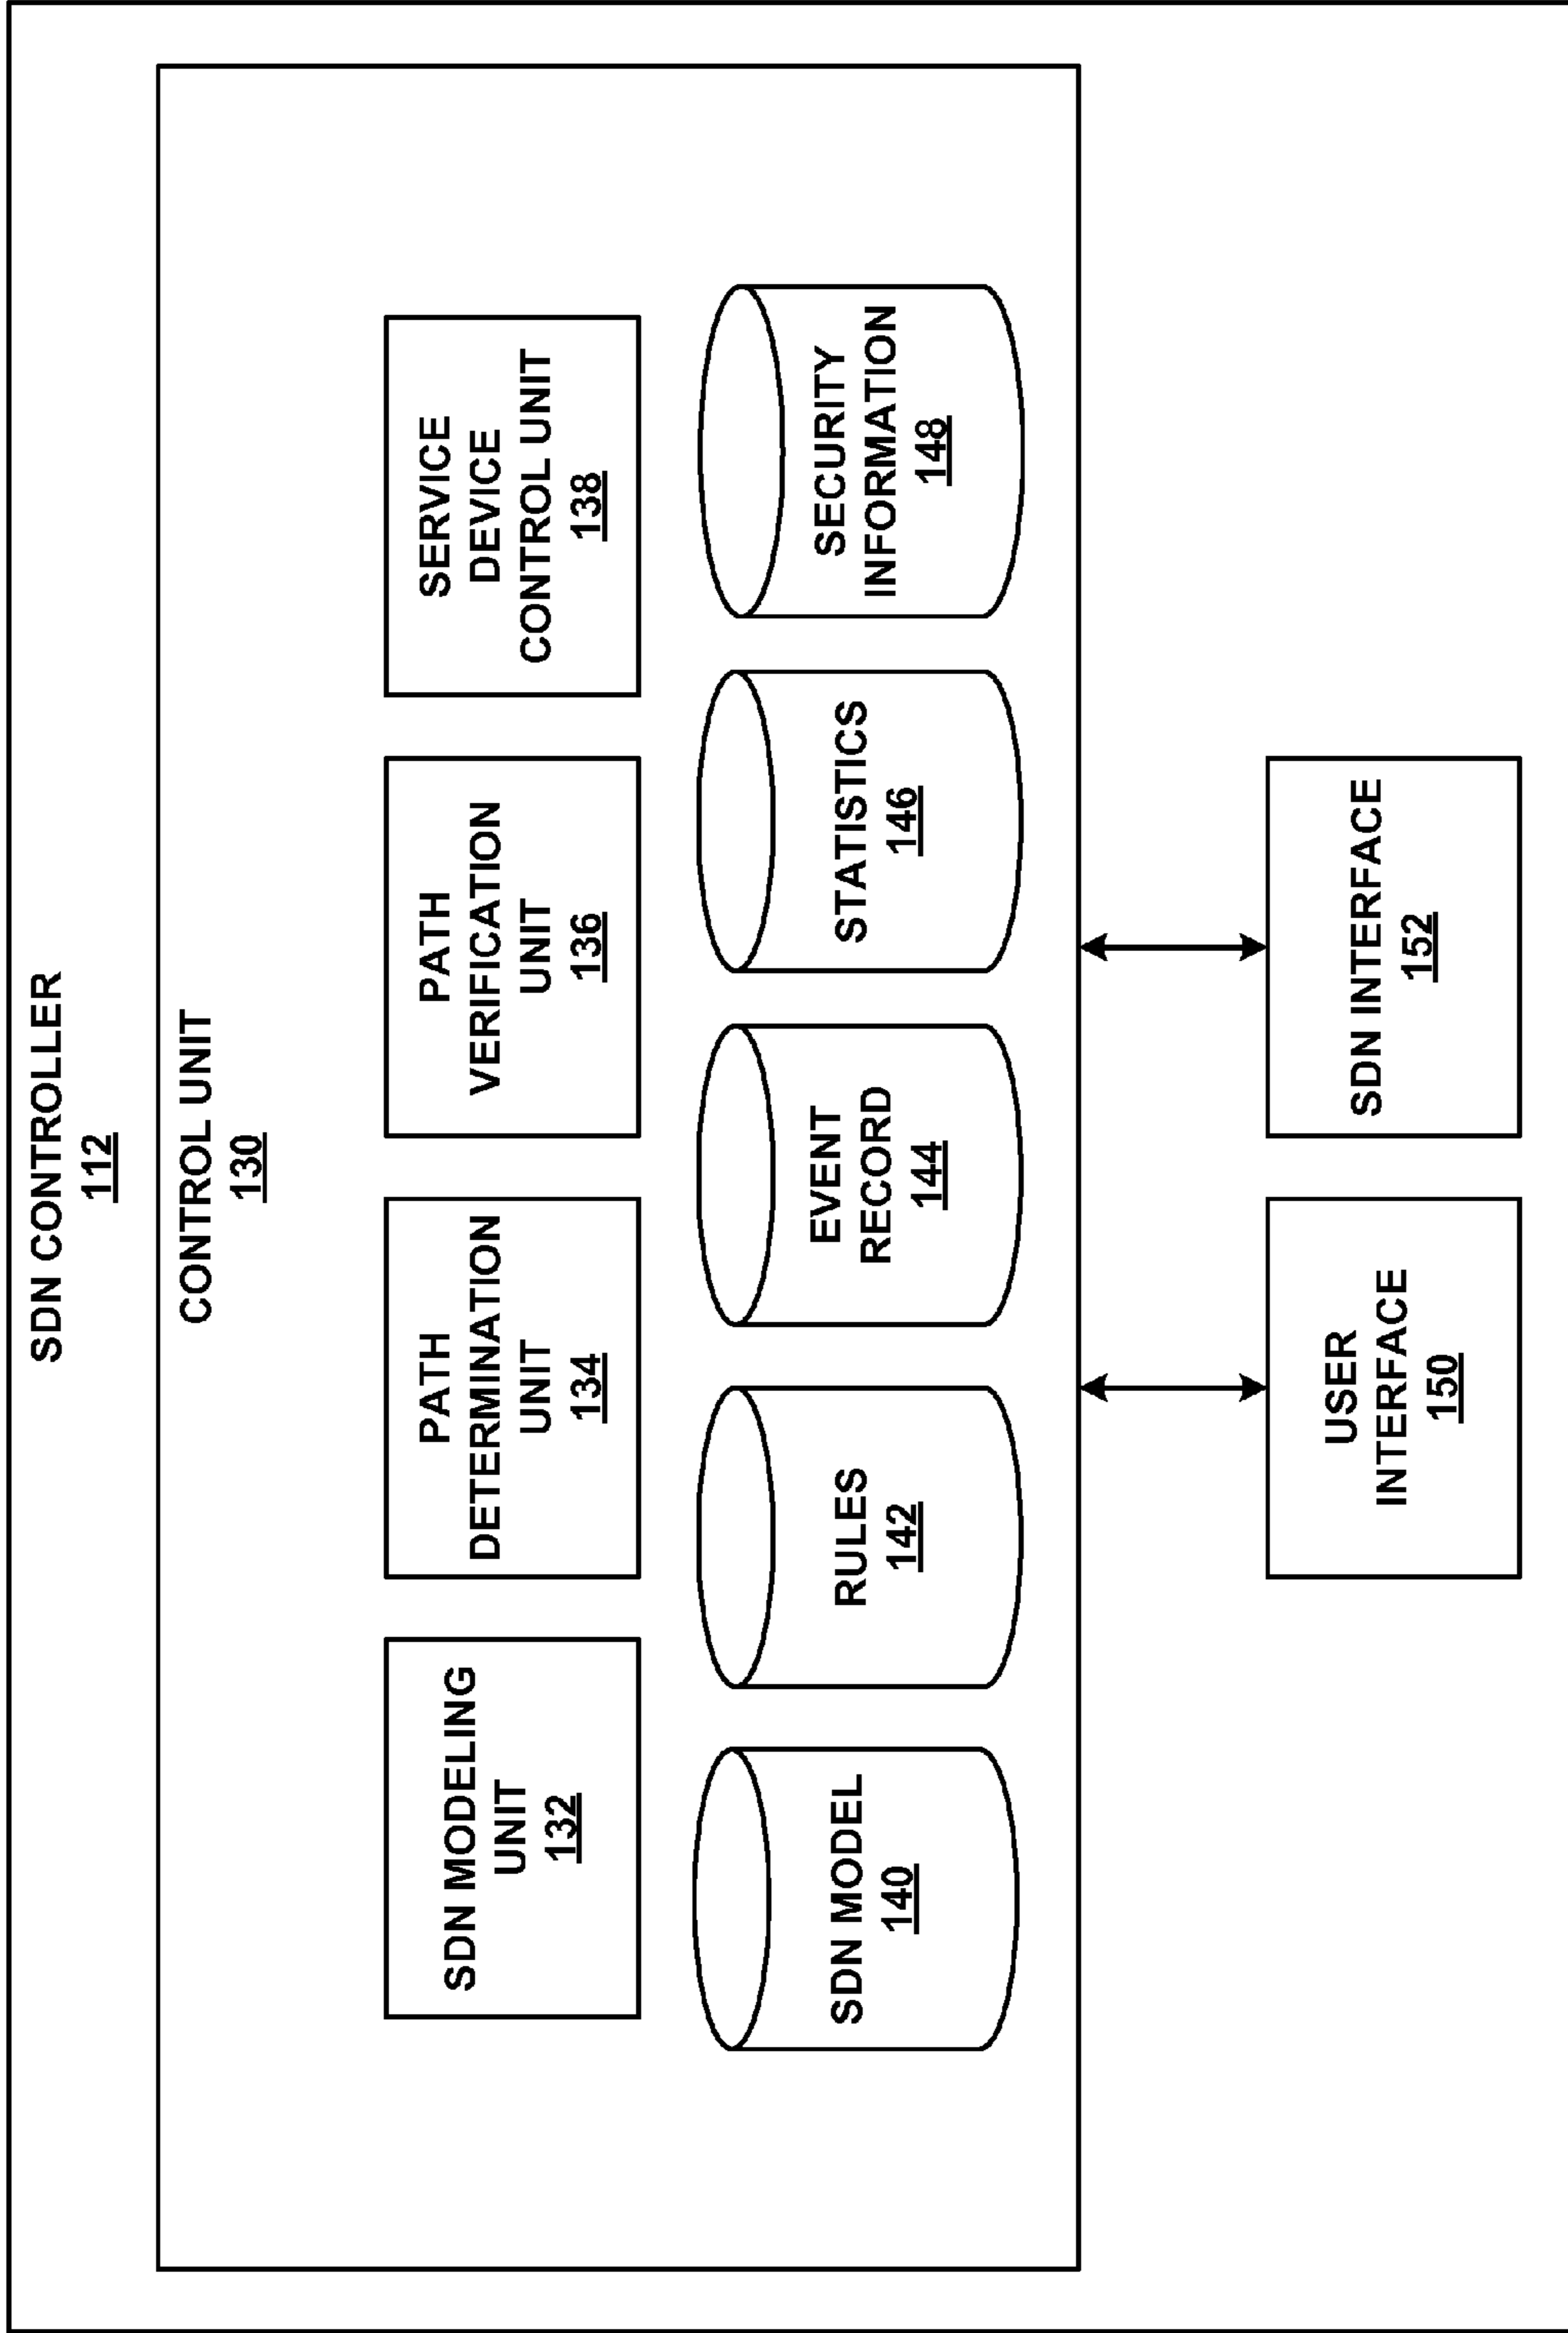 SDN CONTROLLER
112
CONTROL UNIT
130
SDN MODELING
UNIT
132
PATH
DETERMINATION
UNIT
134
PATH
VERIFICATION
UNIT
136
SERVICE
DEVICE
CONTROL UNIT
138
SDN MODEL
140
RULES
142
EVENT
RECORD
144
STATISTICS
146
SECURITY
INFORMATION
148
USER
INTERFACE
150
SDN INTERFACE
152